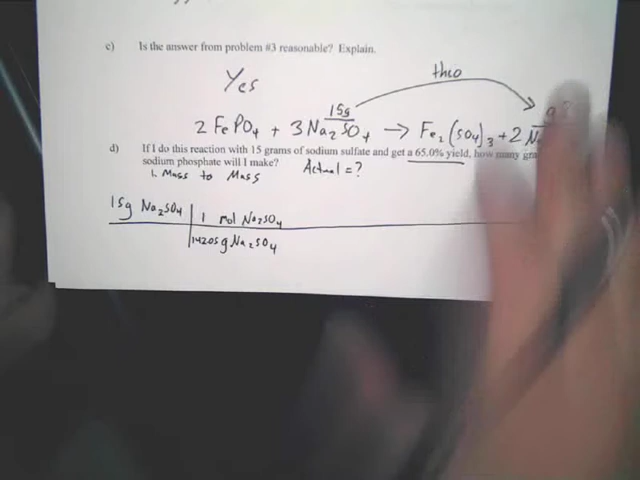 c) Is the answer from problem #3 reasonable? Explain.
Yes
theo
15g
2 FePO4 + 3 Na2SO4 → Fe2(SO4)3 + 2
d) If I do this reaction with 15 grams of sodium sulfate and get a 65.0% yield, how many
sodium phosphate will I make? Actual = ?
1. Mass to Mass
15g Na2SO4 | 1 mol Na2SO4
142.05 g Na2SO4